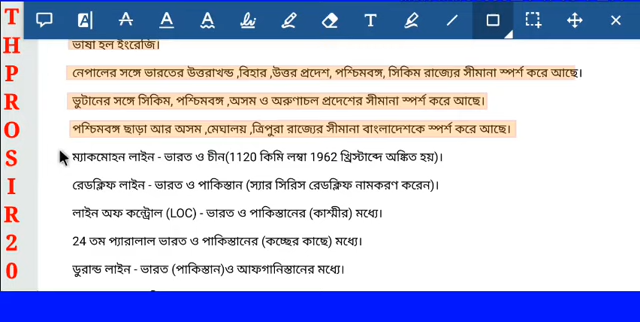 THPROSIR20
ভাষা হল ইংরেজি।
নেপালের সঙ্গে ভারতের উত্তরাখন্ড ,বিহার ,উত্তর প্রদেশ, পশ্চিমবঙ্গ, সিকিম রাজ্যের সীমানা স্পর্শ করে আছে।
ভুটানের সঙ্গে সিকিম, পশ্চিমবঙ্গ ,অসম ও অরুণাচল প্রদেশের সীমানা স্পর্শ করে আছে।
পশ্চিমবঙ্গ ছাড়া আর অসম ,মেঘালয় ,ত্রিপুরা রাজ্যের সীমানা বাংলাদেশকে স্পর্শ করে আছে।
ম্যাকমোহন লাইন - ভারত ও চীন(1120 কিমি লম্বা 1962 খ্রিস্টাব্দে অঙ্কিত হয়)।
রেডক্লিফ লাইন - ভারত ও পাকিস্তান (স্যার সিরিস রেডক্লিফ নামকরণ করেন)।
লাইন অফ কন্ট্রোল (LOC) - ভারত ও পাকিস্তানের (কাশ্মীর) মধ্যে।
24 তম প্যারালাল ভারত ও পাকিস্তানের (কচ্ছের কাছে) মধ্যে।
ডুরান্ড লাইন - ভারত (পাকিস্তান)ও আফগানিস্তানের মধ্যে।